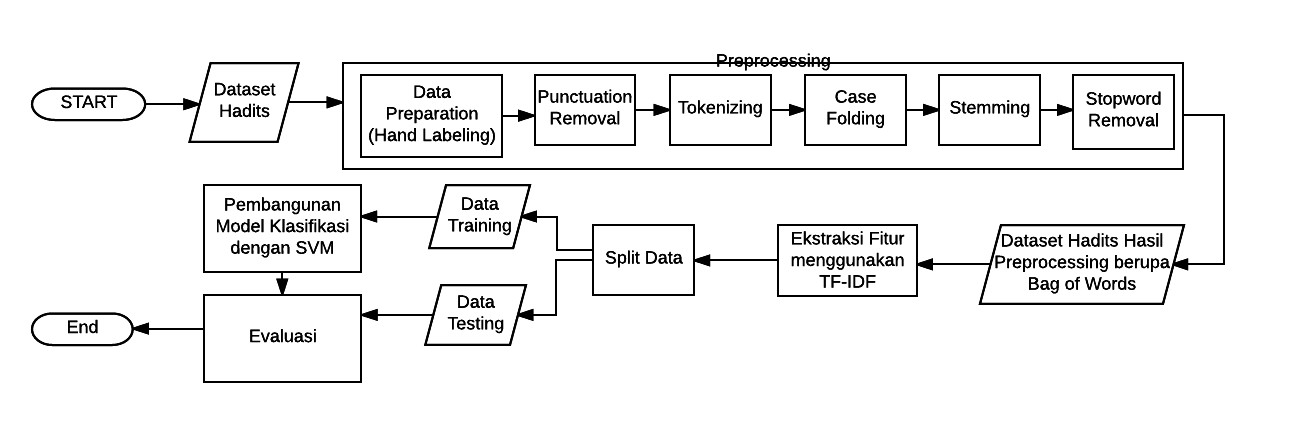 Preprocessing
START
Dataset
Hadits
Data
Preparation
(Hand Labeling)
Punctuation
Removal
Tokenizing
Case
Folding
Stemming
Stopword
Removal
Dataset Hadits Hasil
Preprocessing berupa
Bag of Words
Ekstraksi Fitur
menggunakan
TF-IDF
Split Data
Data
Training
Data
Testing
Pembangunan
Model Klasifikasi
dengan SVM
Evaluasi
End